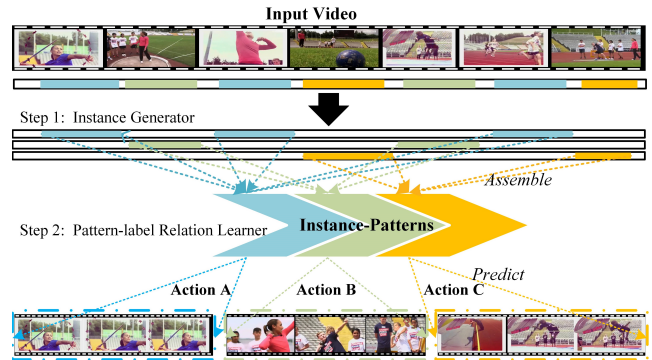 Input Video
Step 1: Instance Generator
Assemble
Step 2: Pattern-label Relation Learner
Instance-Patterns
Predict
Action A
Action B
Action C